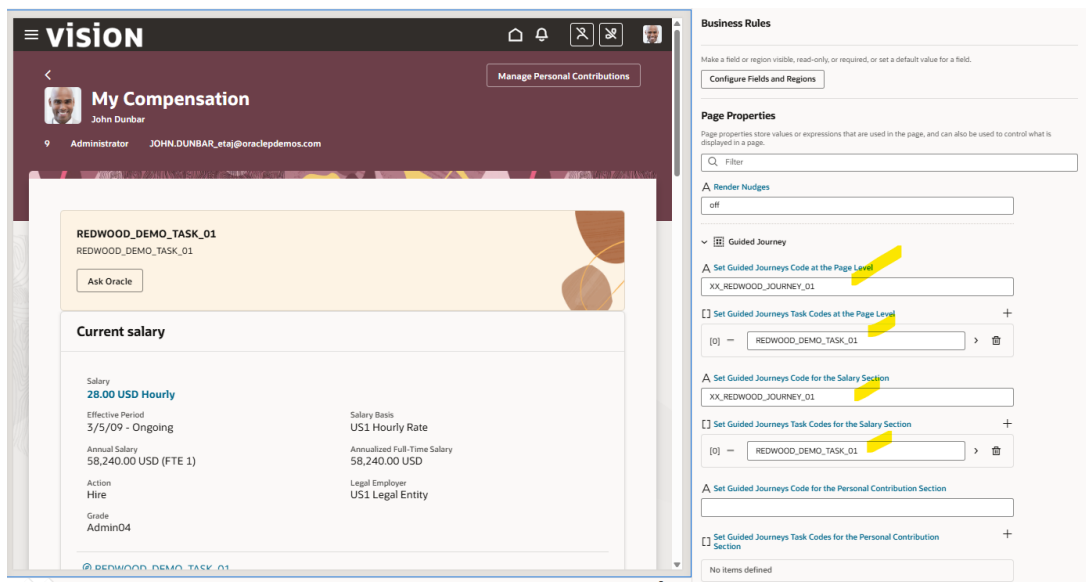 vision
Manage Personal Contributions
My Compensation
John Dunbar
9 Administrator JOHN.DUNBAR_etaj@oraclepdemos.com
REDWOOD_DEMO_TASK_01
REDWOOD_DEMO_TASK_01
Ask Oracle
Current salary
Salary
28.00 USD Hourly
Effective Period
3/5/09 - Ongoing
Salary Basis
US1 Hourly Rate
Annual Salary
58,240.00 USD (FTE 1)
Annualized Full-Time Salary
58,240.00 USD
Action
Hire
Legal Employer
US1 Legal Entity
Grade
Admin04
REDWOOD_DEMO_TASK_01
Business Rules
Make a field or region visible, read-only, or required, or set a default value for a field.
Configure Fields and Regions
Page Properties
Page properties store values or expressions that are used in the page, and can also be used to control what is
displayed in a page.
Filter
A Render Nudges
off
Guided Journey
A Set Guided Journeys Code at the Page Level
XX_REDWOOD_JOURNEY_01
[] Set Guided Journeys Task Codes at the Page Level +
[0] REDWOOD_DEMO_TASK_01
A Set Guided Journeys Code for the Salary Section
XX_REDWOOD_JOURNEY_01
[] Set Guided Journeys Task Codes for the Salary Section +
[0] REDWOOD_DEMO_TASK_01
A Set Guided Journeys Code for the Personal Contribution Section
[] Set Guided Journeys Task Codes for the Personal Contribution +
Section
No items defined